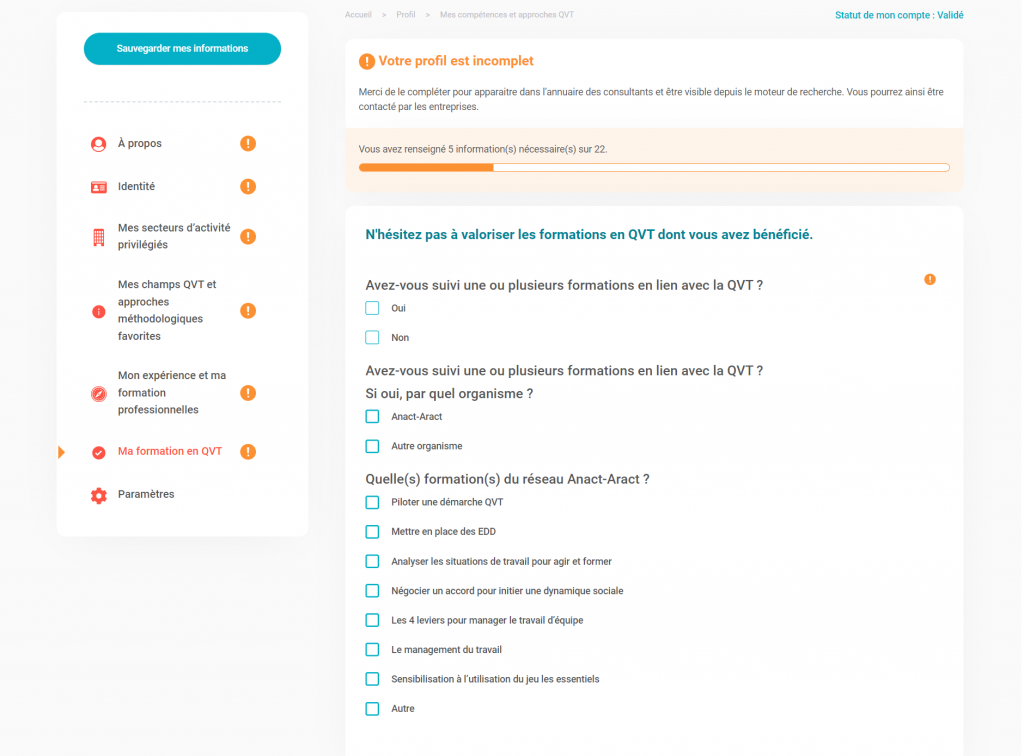 Sauvegarder mes informations
À propos
Identité
Mes secteurs d'activité
privilégiés
Mes champs QVT et
approches
méthodologiques
favorites
Mon expérience et ma
formation
professionnelles
Ma formation en QVT
Paramètres
Accueil > Profil > Mes compétences et approches QVT
Statut de mon compte : Validé
Votre profil est incomplet
Merci de le compléter pour apparaitre dans l'annuaire des consultants et être visible depuis le moteur de recherche. Vous pourrez ainsi être
contacté par les entreprises.
Vous avez renseigné 5 information(s) nécessaire(s) sur 22.
N'hésitez pas à valoriser les formations en QVT dont vous avez bénéficié.
Avez-vous suivi une ou plusieurs formations en lien avec la QVT ?
Oui
Non
Avez-vous suivi une ou plusieurs formations en lien avec la QVT ?
Si oui, par quel organisme ?
Anact-Aract
Autre organisme
Quelle(s) formation(s) du réseau Anact-Aract ?
Piloter une démarche QVT
Mettre en place des EDD
Analyser les situations de travail pour agir et former
Négocier un accord pour initier une dynamique sociale
Les 4 leviers pour manager le travail d'équipe
Le management du travail
Sensibilisation à l'utilisation du jeu les essentiels
Autre